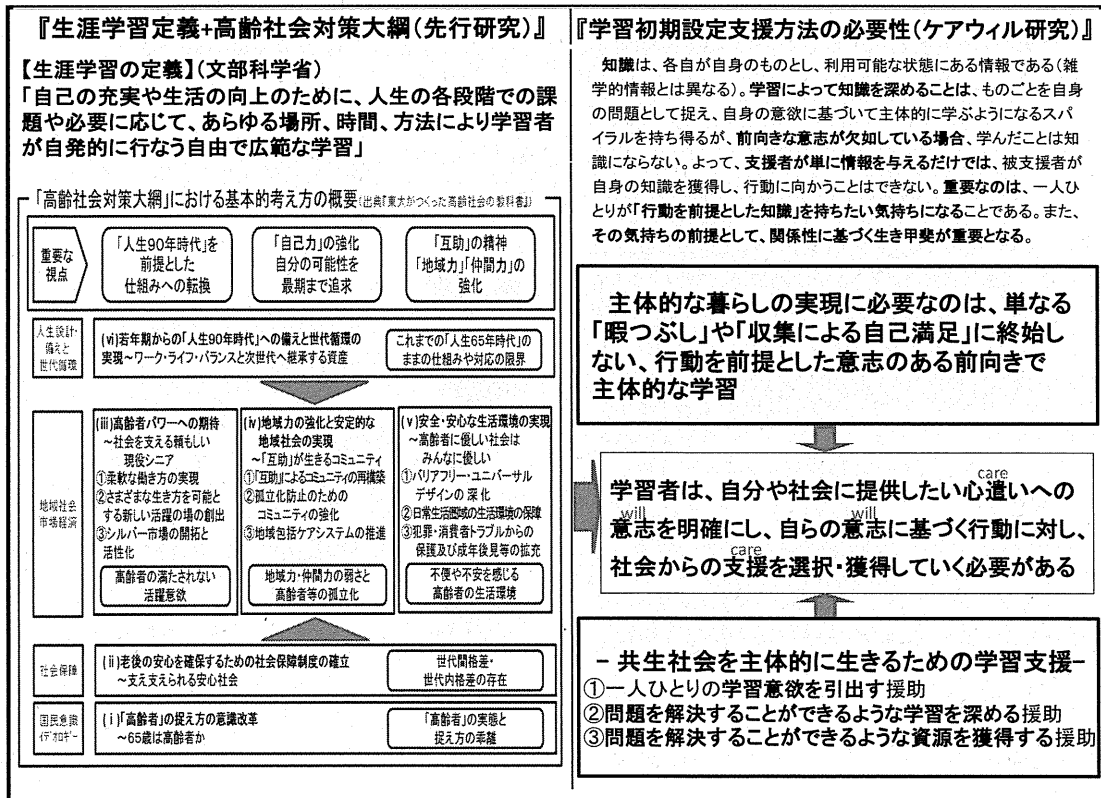 『生涯学習定義+高齢社会対策大綱(先行研究)』
【生涯学習の定義】(文部科学省)
「自己の充実や生活の向上のために、人生の各段階での課
題や必要に応じて、あらゆる場所、時間、方法により学習者
が自発的に行なう自由で広範な学習」
「高齢社会対策大綱」における基本的考え方の概要(出典『東大がつくった高齢社会の教科書』)
重要な
視点
「人生90年時代」を
前提とした
仕組みへの転換
「自己力」の強化
自分の可能性を
最期まで追求
「互助」の精神
「地域力」「仲間力」の
強化
人生設計・
備えと
世代循環
(vi)若年期からの「人生90年時代」への備えと世代循環の
実現~ワーク・ライフ・バランスと次世代へ継承する資産
これまでの「人生65年時代」の
ままの仕組みや対応の限界
地域社会
市場経済
(iii)高齢者パワーへの期待
~社会を支える頼もしい
現役シニア
①柔軟な働き方の実現
②さまざまな生き方を可能と
する新しい活躍の場の創出
③シルバー市場の開拓と
活性化
高齢者の満たされない
活躍意欲
(iv)地域力の強化と安定的な
地域社会の実現
~「互助」が生きるコミュニティ
①「互助」によるコミュニティの再構築
②孤立化防止のための
コミュニティの強化
③地域包括ケアシステムの推進
地域力・仲間力の弱さと
高齢者等の孤立化
(v)安全・安心な生活環境の実現
~高齢者に優しい社会は
みんなに優しい
①バリアフリー・ユニバーサル
デザインの深化
②日常生活圏域の生活環境の保障
③犯罪・消費者トラブルからの
保護及び成年後見等の拡充
不便や不安を感じる
高齢者の生活環境
社会保障
(ii)老後の安心を確保するための社会保障制度の確立
~支え支えられる安心社会
世代間格差・
世代内格差の存在
国民意識
イデオロギー
(i)「高齢者」の捉え方の意識改革
~65歳は高齢者か
「高齢者」の実態と
捉え方の乖離
『学習初期設定支援方法の必要性(ケアウィル研究)』
知識は、各自が自身のものとし、利用可能な状態にある情報である(雑
学的情報とは異なる)。学習によって知識を深めることは、ものごとを自身
の問題として捉え、自身の意欲に基づいて主体的に学ぶようになるスパ
イラルを持ち得るが、前向きな意志が欠如している場合、学んだことは知
識にならない。よって、支援者が単に情報を与えるだけでは、被支援者が
自身の知識を獲得し、行動に向かうことはできない。重要なのは、一人ひ
とりが「行動を前提とした知識」を持ちたい気持ちになることである。また、
その気持ちの前提として、関係性に基づく生き甲斐が重要となる。
主体的な暮らしの実現に必要なのは、単なる
「暇つぶし」や「収集による自己満足」に終始し
ない、行動を前提とした意志のある前向きで
主体的な学習
care
学習者は、自分や社会に提供したい心遣いへの
will will
意志を明確にし、自らの意志に基づく行動に対し、
care
社会からの支援を選択・獲得していく必要がある
- 共生社会を主体的に生きるための学習支援-
①一人ひとりの学習意欲を引出す援助
②問題を解決することができるような学習を深める援助
③問題を解決することができるような資源を獲得する援助